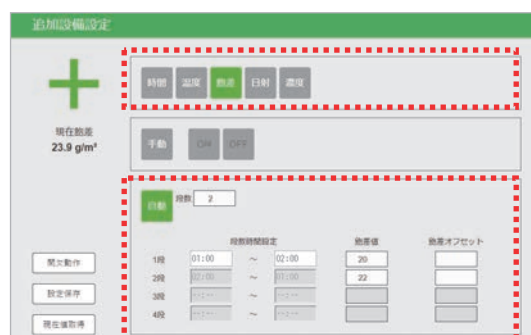 追加設備設定
時間 温度 飽差 日射 濃度
現在飽差
23.9 g/m³
手動 ON OFF
自動 段数 2
段数時間設定 飽差値 飽差オフセット
1段 01:00 ～ 02:00 20
2段 02:00 ～ 01:00 22
3段 --:-- ～ --:--
4段 --:-- ～ --:--
間欠動作
設定保存
現在値取得